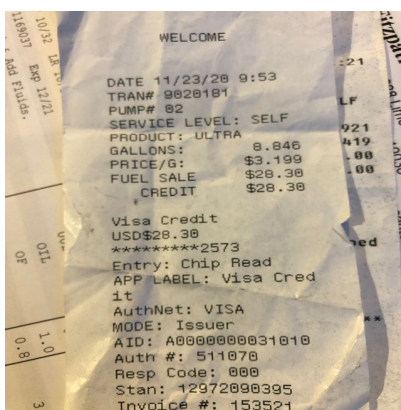 WELCOME
DATE 11/23/20 9:53
TRAN# 9020181
PUMP# 02
SERVICE LEVEL: SELF
PRODUCT: ULTRA
GALLONS: 8.846
PRICE/G: $3.199
FUEL SALE $28.30
CREDIT $28.30
Visa Credit
USD$28.30
*********2573
Entry: Chip Read
APP LABEL: Visa Cred
it
AuthNet: VISA
MODE: Issuer
AID: A0000000031010
Auth #: 511070
Resp Code: 000
Stan: 12972090395
Invoice #: 153521
10/32 LR
1169037 Exp 12/21
Add Fluids.
OIL 1.0
OF 0.8
3
:21
LF
921
419
.00
.00
**